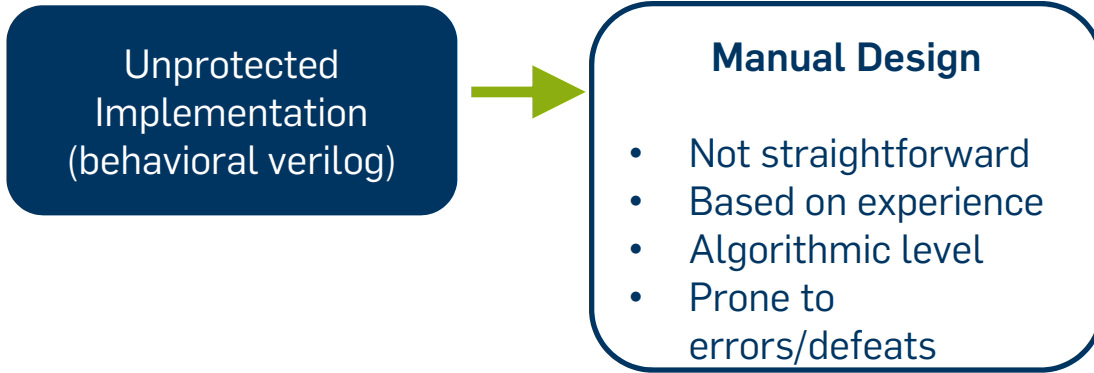 Unprotected
Implementation
(behavioral verilog)
Manual Design
• Not straightforward
• Based on experience
• Algorithmic level
• Prone to
errors/defeats